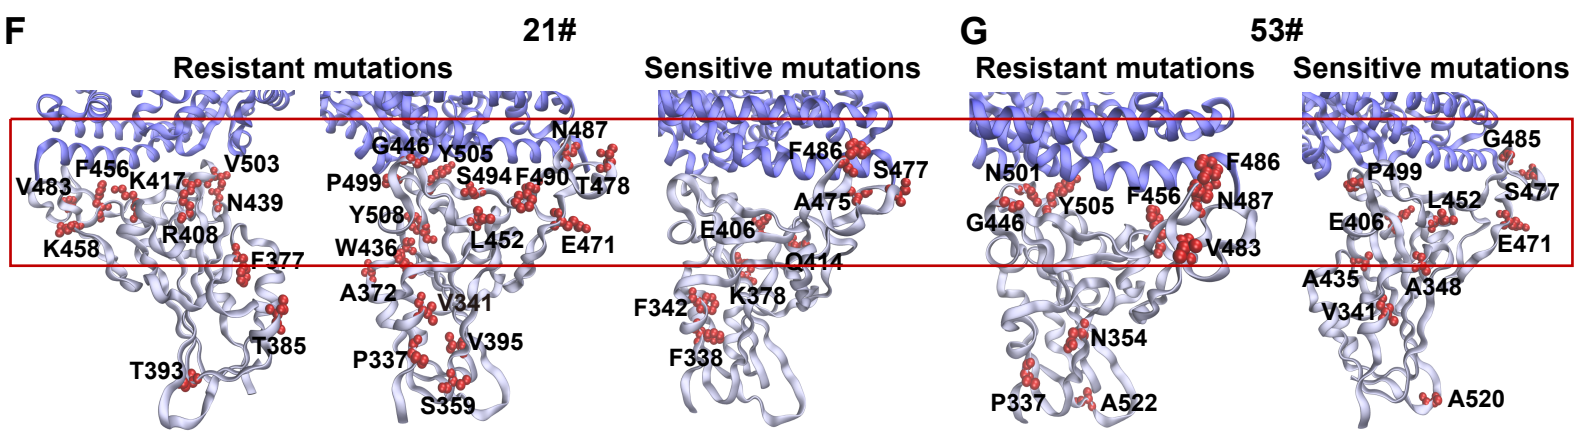 F 21# G 53#
Resistant mutations Sensitive mutations Resistant mutations Sensitive mutations
V483
F456
K417
V503
N439
R408
K458
F377
T385
T393
G446
Y505
N487
P499
S494
F490
T478
Y508
L452
E471
W436
A372
V341
P337
V395
S359
F486
S477
A475
E406
Q414
K378
F342
F338
N501
F486
G446
Y505
F456
N487
V483
N354
P337
A522
G485
P499
S477
L452
E406
E471
A435
A348
V341
A520